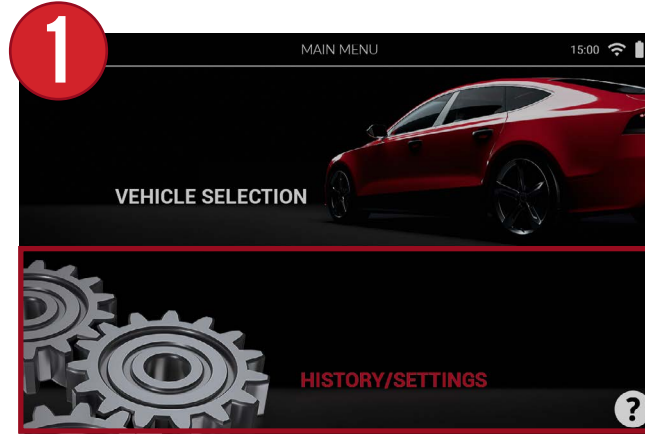 1
MAIN MENU
15:00
VEHICLE SELECTION
HISTORY/SETTINGS
?